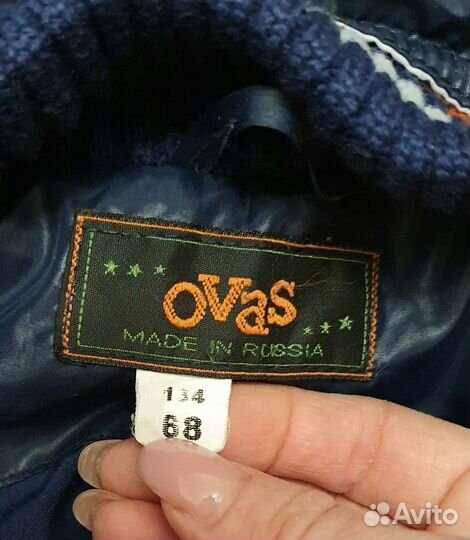 OVas
MADE IN RUSSIA
134
68
Avito